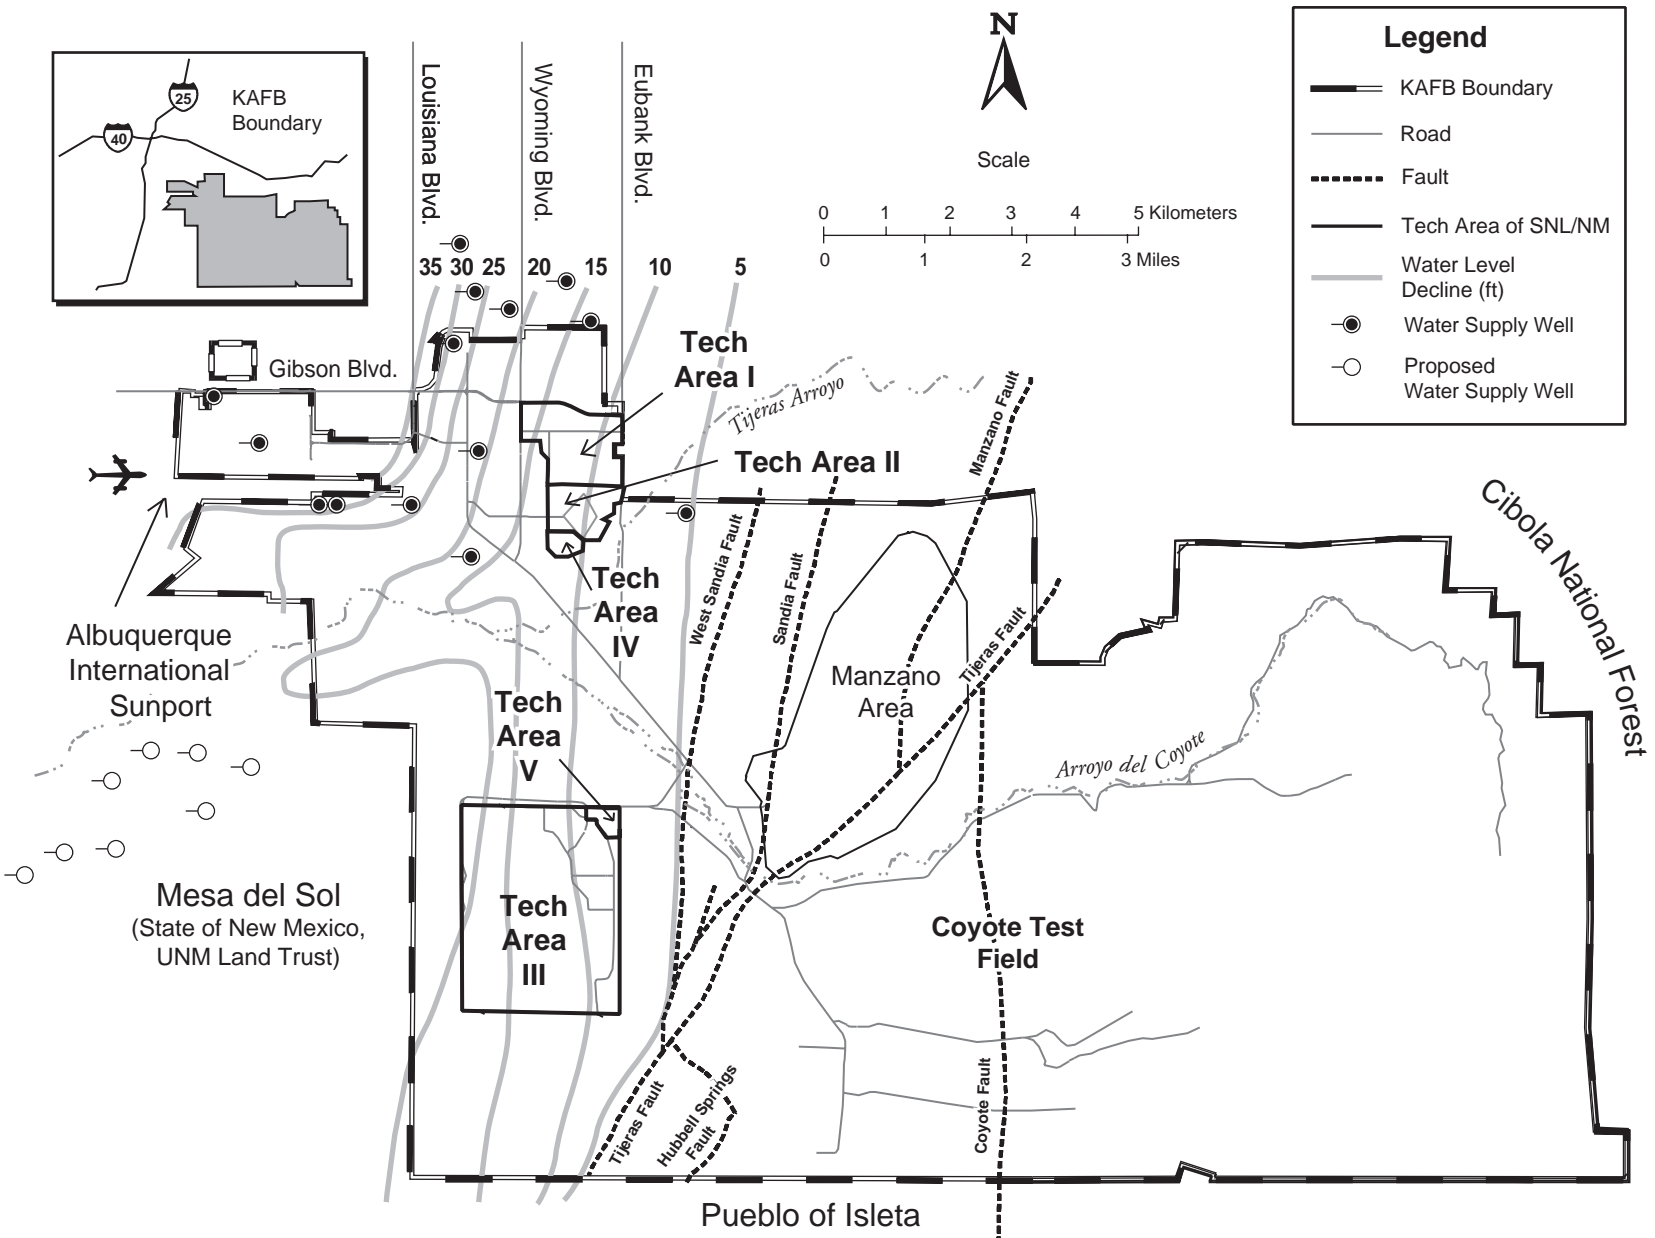 25
40
KAFB
Boundary
Louisiana Blvd.
Wyoming Blvd.
Eubank Blvd.
N
Scale
0 1 2 3 4 5 Kilometers
0 1 2 3 Miles
Legend
KAFB Boundary
Road
Fault
Tech Area of SNL/NM
Water Level
Decline (ft)
Water Supply Well
Proposed
Water Supply Well
35 30 25 20 15 10 5
Gibson Blvd.
Tech
Area I
Tijeras Arroyo
Manzano Fault
Tech Area II
Cibola National Forest
West Sandia Fault
Sandia Fault
Tech
Area
IV
Tijeras Fault
Albuquerque
International
Sunport
Manzano
Area
Tech
Area
V
Arroyo del Coyote
Mesa del Sol
(State of New Mexico,
UNM Land Trust)
Tech
Area
III
Coyote Test
Field
Tijeras Fault
Hubbell Springs
Fault
Coyote Fault
Pueblo of Isleta